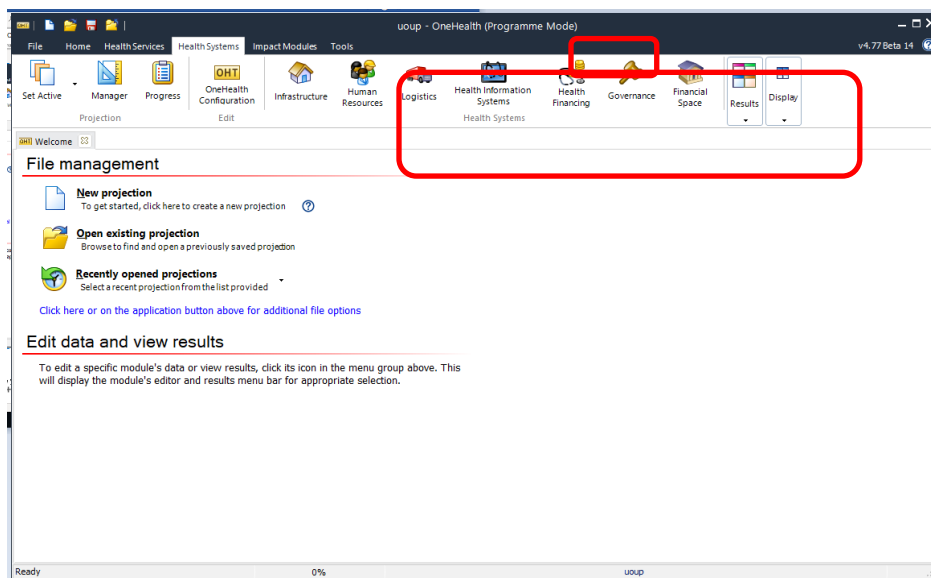 OHT
uoup - OneHealth (Programme Mode)
File Home Health Services Health Systems Impact Modules Tools v4.77 Beta 14
OHT
Set Active Manager Progress OneHealth Configuration Infrastructure Human Resources Logistics Health Information Systems Health Financing Governance Financial Space Results Display
Projection Edit Health Systems
OHT Welcome
File management
New projection
To get started, click here to create a new projection
Open existing projection
Browse to find and open a previously saved projection
Recently opened projections
Select a recent projection from the list provided
Click here or on the application button above for additional file options
Edit data and view results
To edit a specific module's data or view results, click its icon in the menu group above. This
will display the module's editor and results menu bar for appropriate selection.
Ready 0% uoup